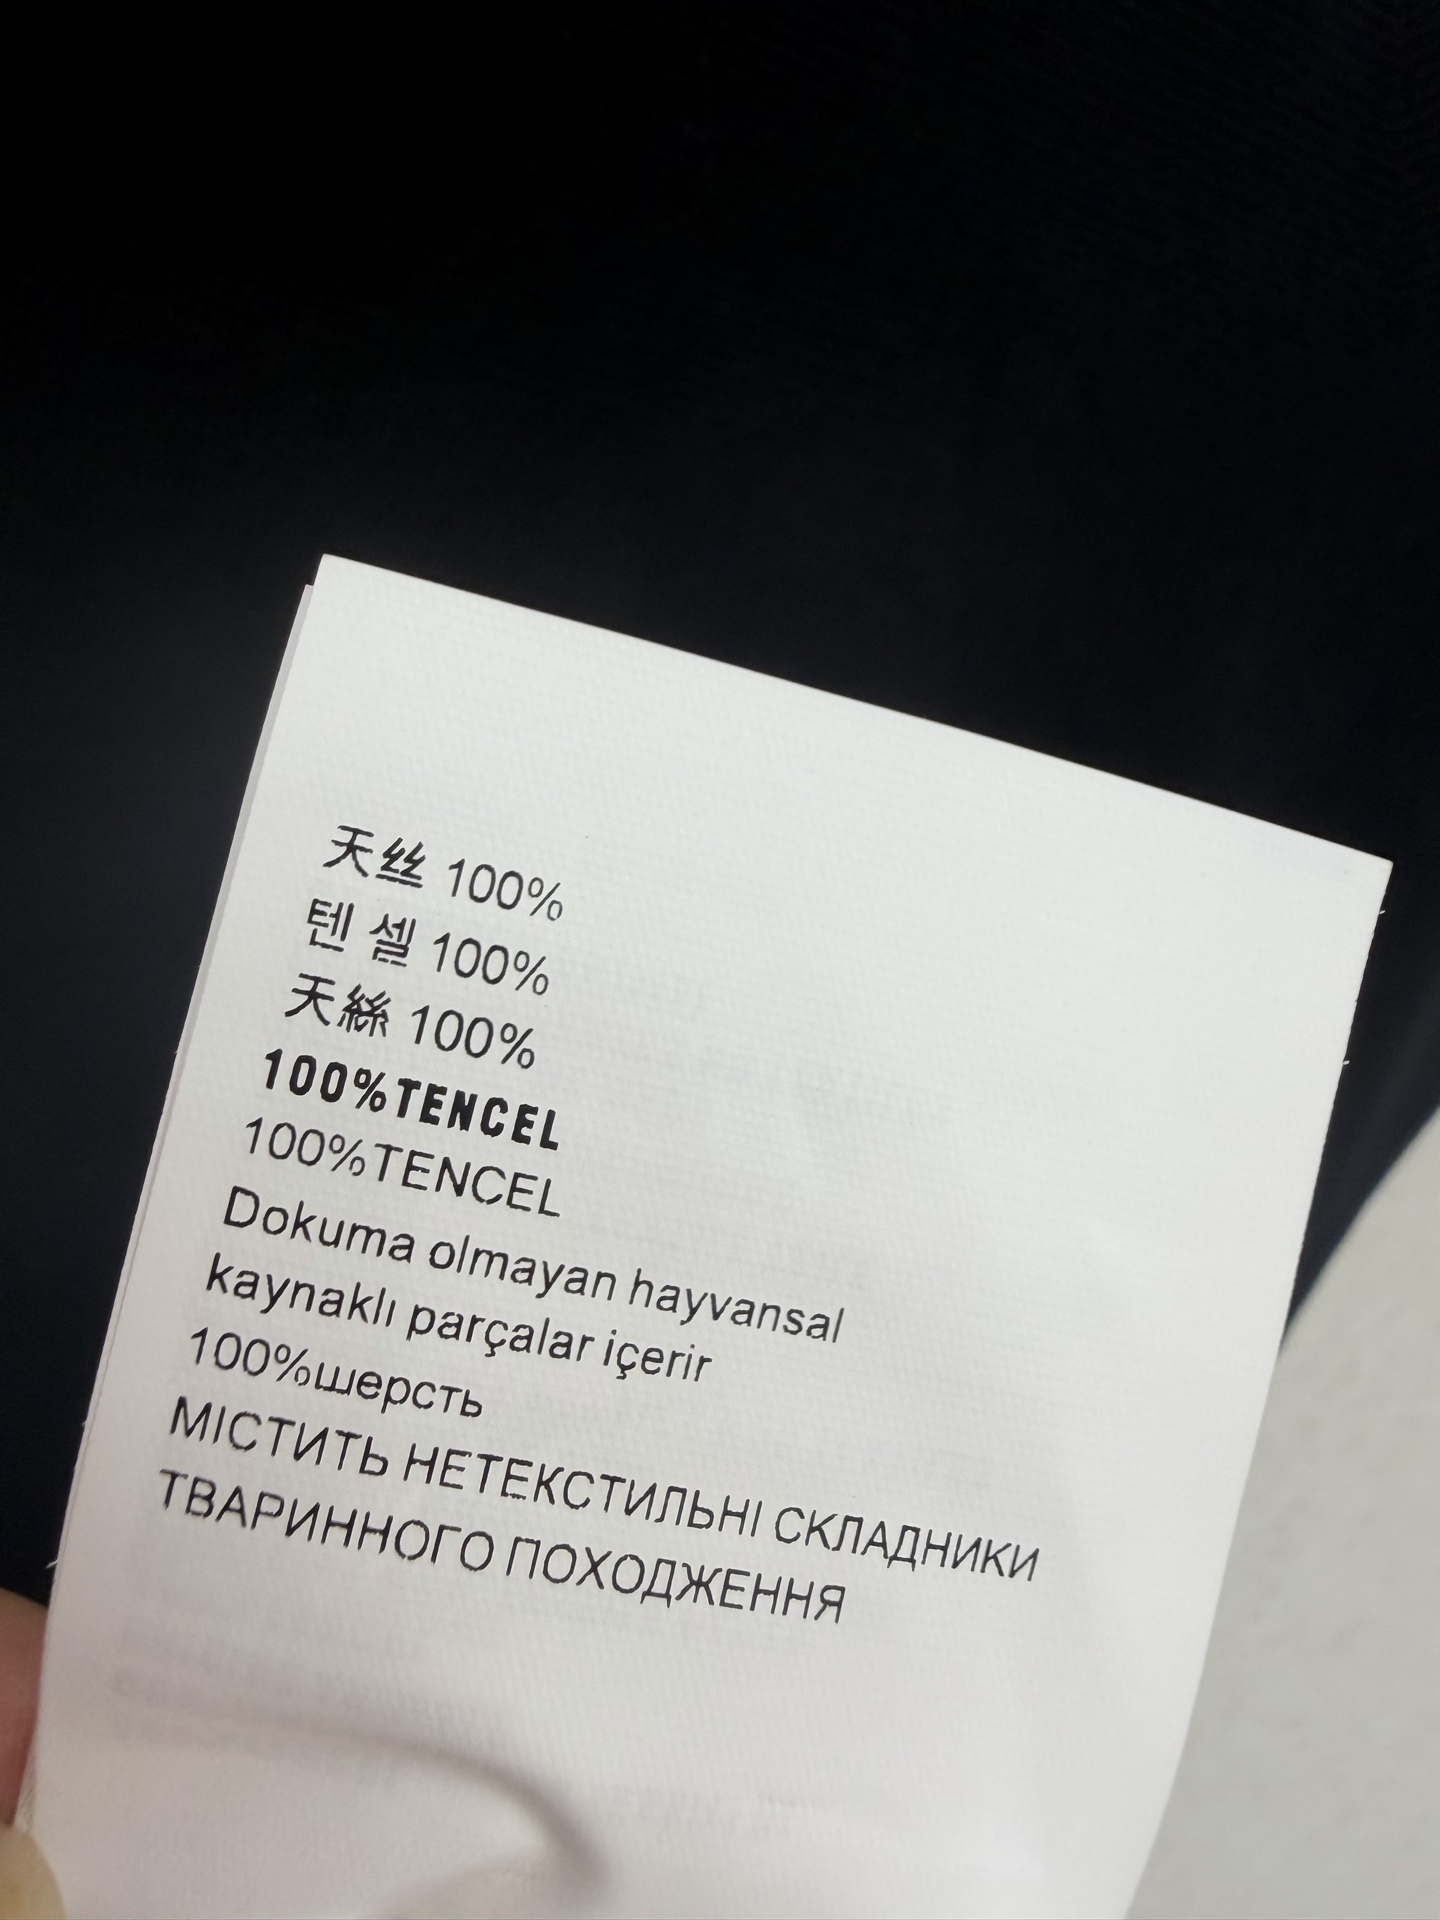 天丝 100%
텐 셀 100%
天絲 100%
100%TENCEL
100%TENCEL
Dokuma olmayan hayvansal
kaynaklı parçalar içerir
100%шерсть
МІСТИТЬ НЕТЕКСТИЛЬНІ СКЛАДНИКИ
ТВАРИННОГО ПОХОДЖЕННЯ